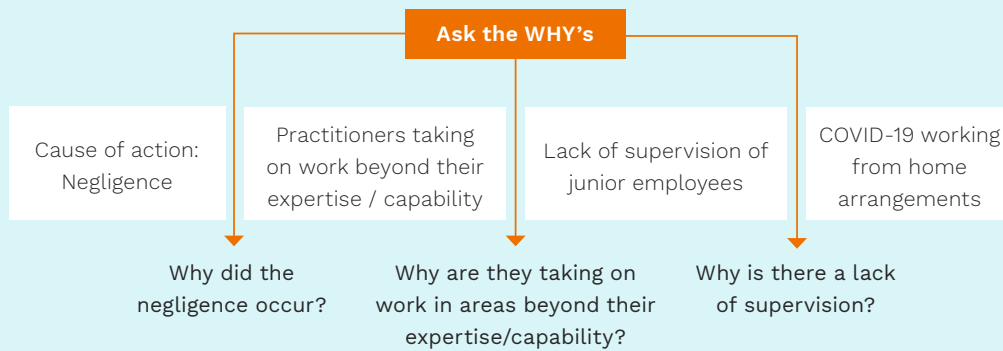 Ask the WHY’s
Cause of action:
Negligence
Practitioners taking
on work beyond their
expertise / capability
Lack of supervision of
junior employees
COVID-19 working
from home
arrangements
Why did the
negligence occur?
Why are they taking on
work in areas beyond their
expertise/capability?
Why is there a lack
of supervision?